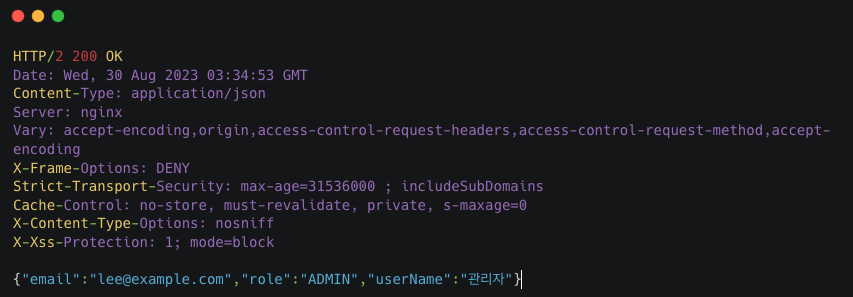 HTTP/2 200 OK
Date: Wed, 30 Aug 2023 03:34:53 GMT
Content-Type: application/json
Server: nginx
Vary: accept-encoding,origin,access-control-request-headers,access-control-request-method,accept-
encoding
X-Frame-Options: DENY
Strict-Transport-Security: max-age=31536000 ; includeSubDomains
Cache-Control: no-store, must-revalidate, private, s-maxage=0
X-Content-Type-Options: nosniff
X-Xss-Protection: 1; mode=block
{"email":"lee@example.com","role":"ADMIN","userName":"관리자"}